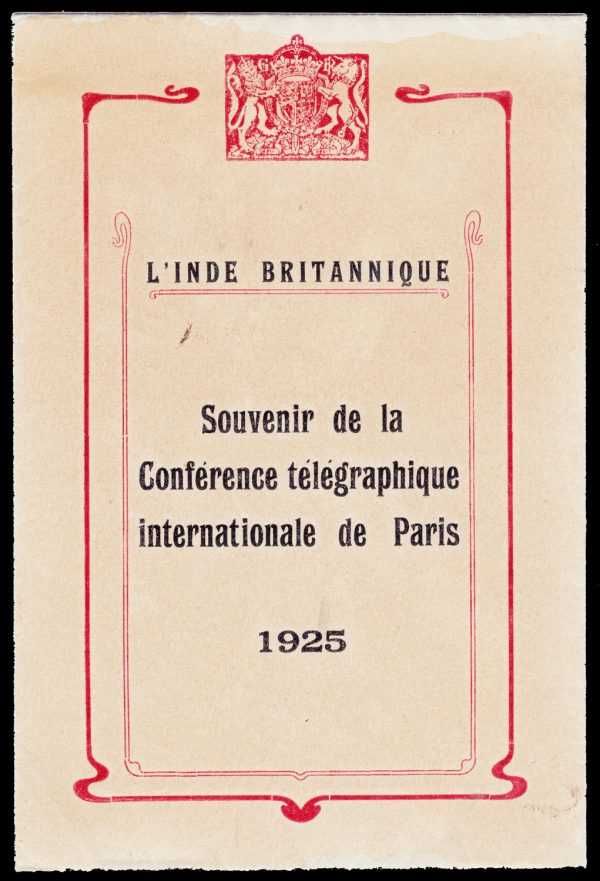 G R
L'INDE BRITANNIQUE
Souvenir de la
Conférence télégraphique
internationale de Paris
1925